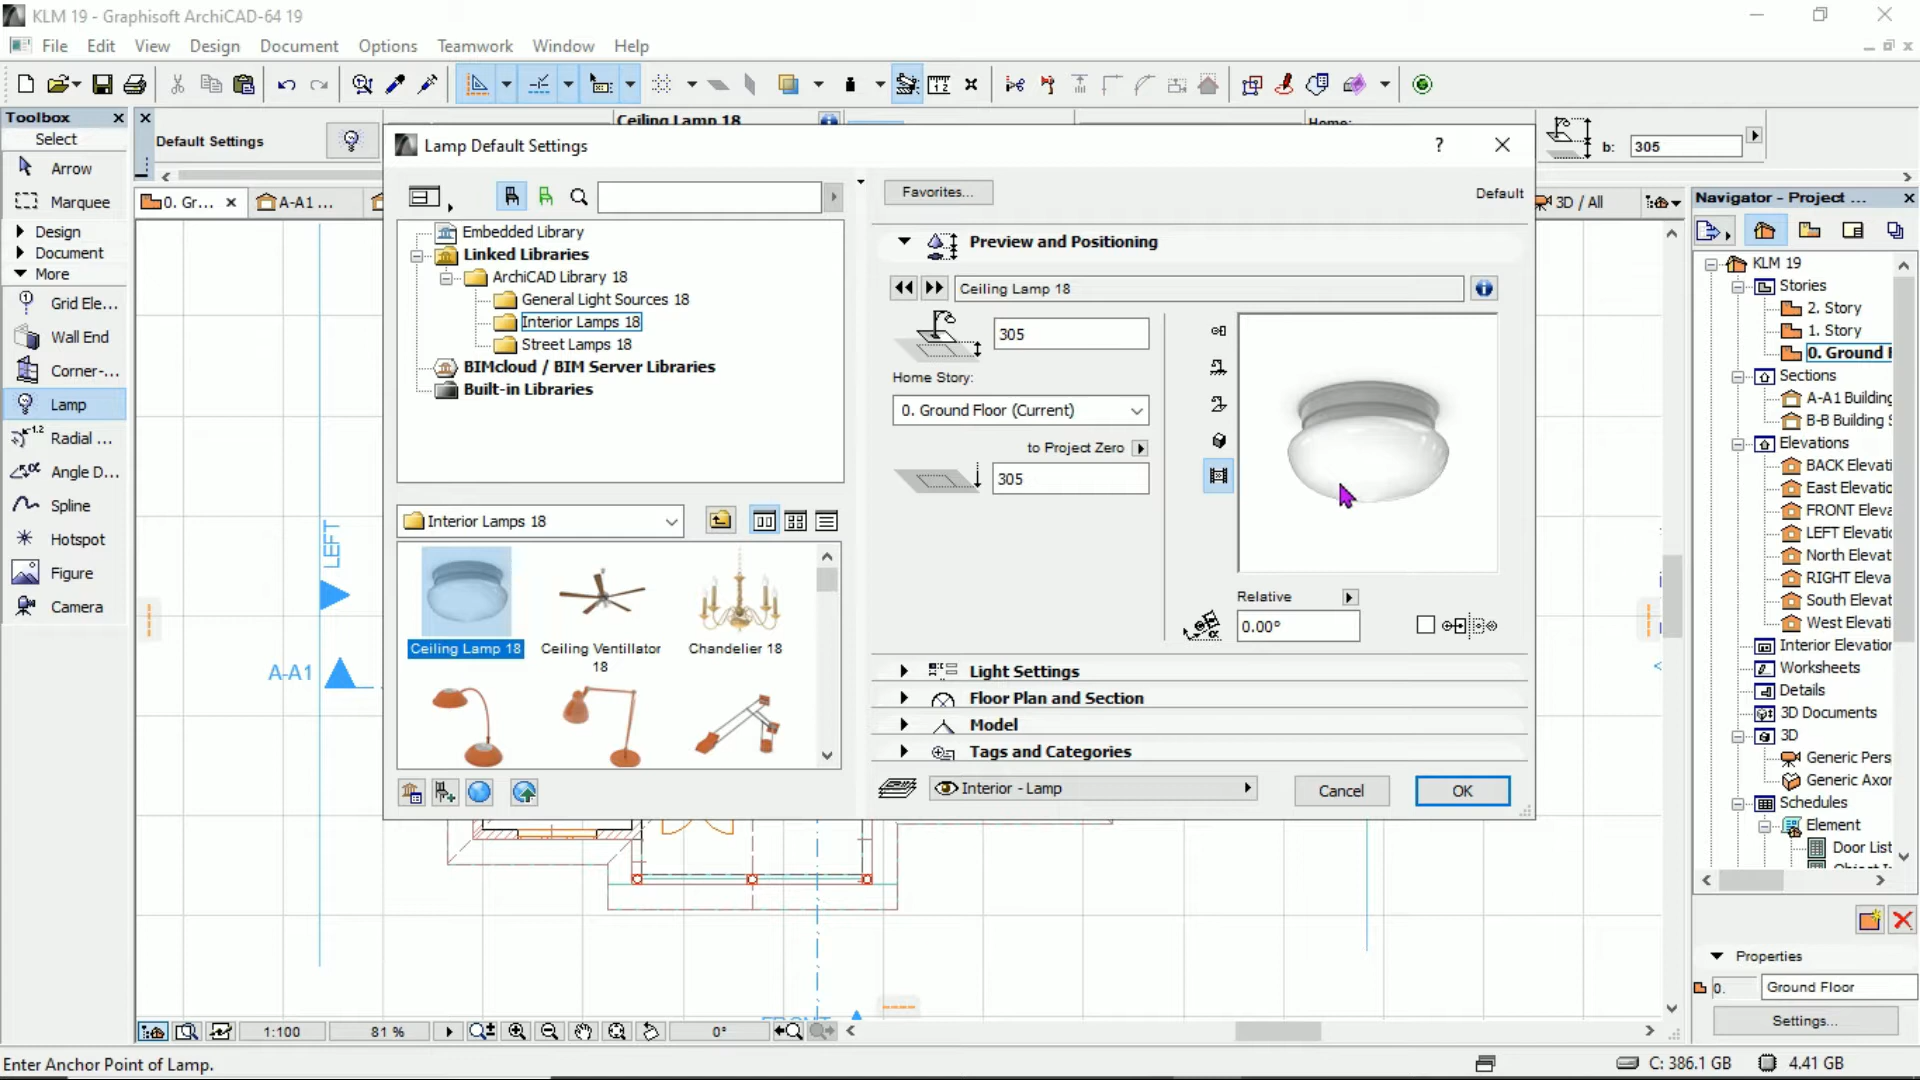 KLM 19 - Graphisoft ArchiCAD-64 19
File Edit View Design Document Options Teamwork Window Help
Toolbox
Select
Arrow
Marquee
Design
Document
More
Grid Ele...
Wall End
Corner-...
Lamp
Radial ...
Angle D...
Spline
Hotspot
Figure
Camera
Default Settings
Ceiling Lamp 18
Home:
b: 305
0. Gr...
A-A1 ...
3D / All
LEFT
A-A1
Lamp Default Settings
?
Embedded Library
Linked Libraries
ArchiCAD Library 18
General Light Sources 18
Interior Lamps 18
Street Lamps 18
BIMcloud / BIM Server Libraries
Built-in Libraries
Interior Lamps 18
Ceiling Lamp 18
Ceiling Ventilator 18
Chandelier 18
Favorites...
Default
Preview and Positioning
Ceiling Lamp 18
305
Home Story:
0. Ground Floor (Current)
to Project Zero
305
Relative
0.00°
Light Settings
Floor Plan and Section
Model
Tags and Categories
Interior - Lamp
Cancel
OK
Navigator - Project ...
KLM 19
Stories
2. Story
1. Story
0. Ground F
Sections
A-A1 Building
B-B Building S
Elevations
BACK Elevati
East Elevatic
FRONT Eleva
LEFT Elevatio
North Elevat
RIGHT Eleva
South Elevat
West Elevati
Interior Elevation
Worksheets
Details
3D Documents
3D
Generic Pers
Generic Axor
Schedules
Element
Door List
Properties
0.
Ground Floor
Settings...
1:100
81 %
0°
Enter Anchor Point of Lamp.
C: 386.1 GB
4.41 GB